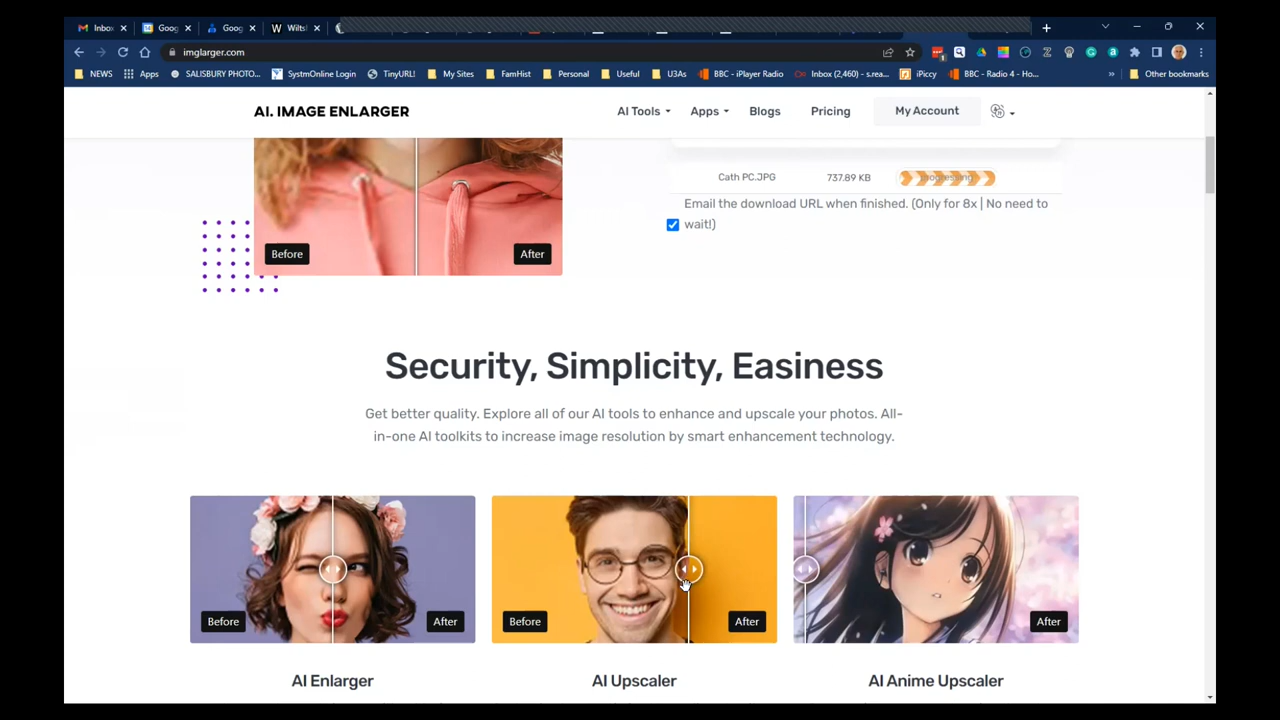 Inbox
Goog
Goog
W Wilts
imglarger.com
1
NEWS Apps SALISBURY PHOTO... SystmOnline Login TinyURL! My Sites FamHist Personal Useful U3As BBC - iPlayer Radio Inbox (2,460) - s.rea... iPiccy BBC - Radio 4 - Ho... » Other bookmarks
AI. IMAGE ENLARGER
AI Tools Apps Blogs Pricing My Account
Cath PC.JPG 737.89 KB Progressing
Email the download URL when finished. (Only for 8x | No need to
wait!)
Before After
Security, Simplicity, Easiness
Get better quality. Explore all of our AI tools to enhance and upscale your photos. All-
in-one AI toolkits to increase image resolution by smart enhancement technology.
Before After
Before After
After
AI Enlarger
AI Upscaler
AI Anime Upscaler